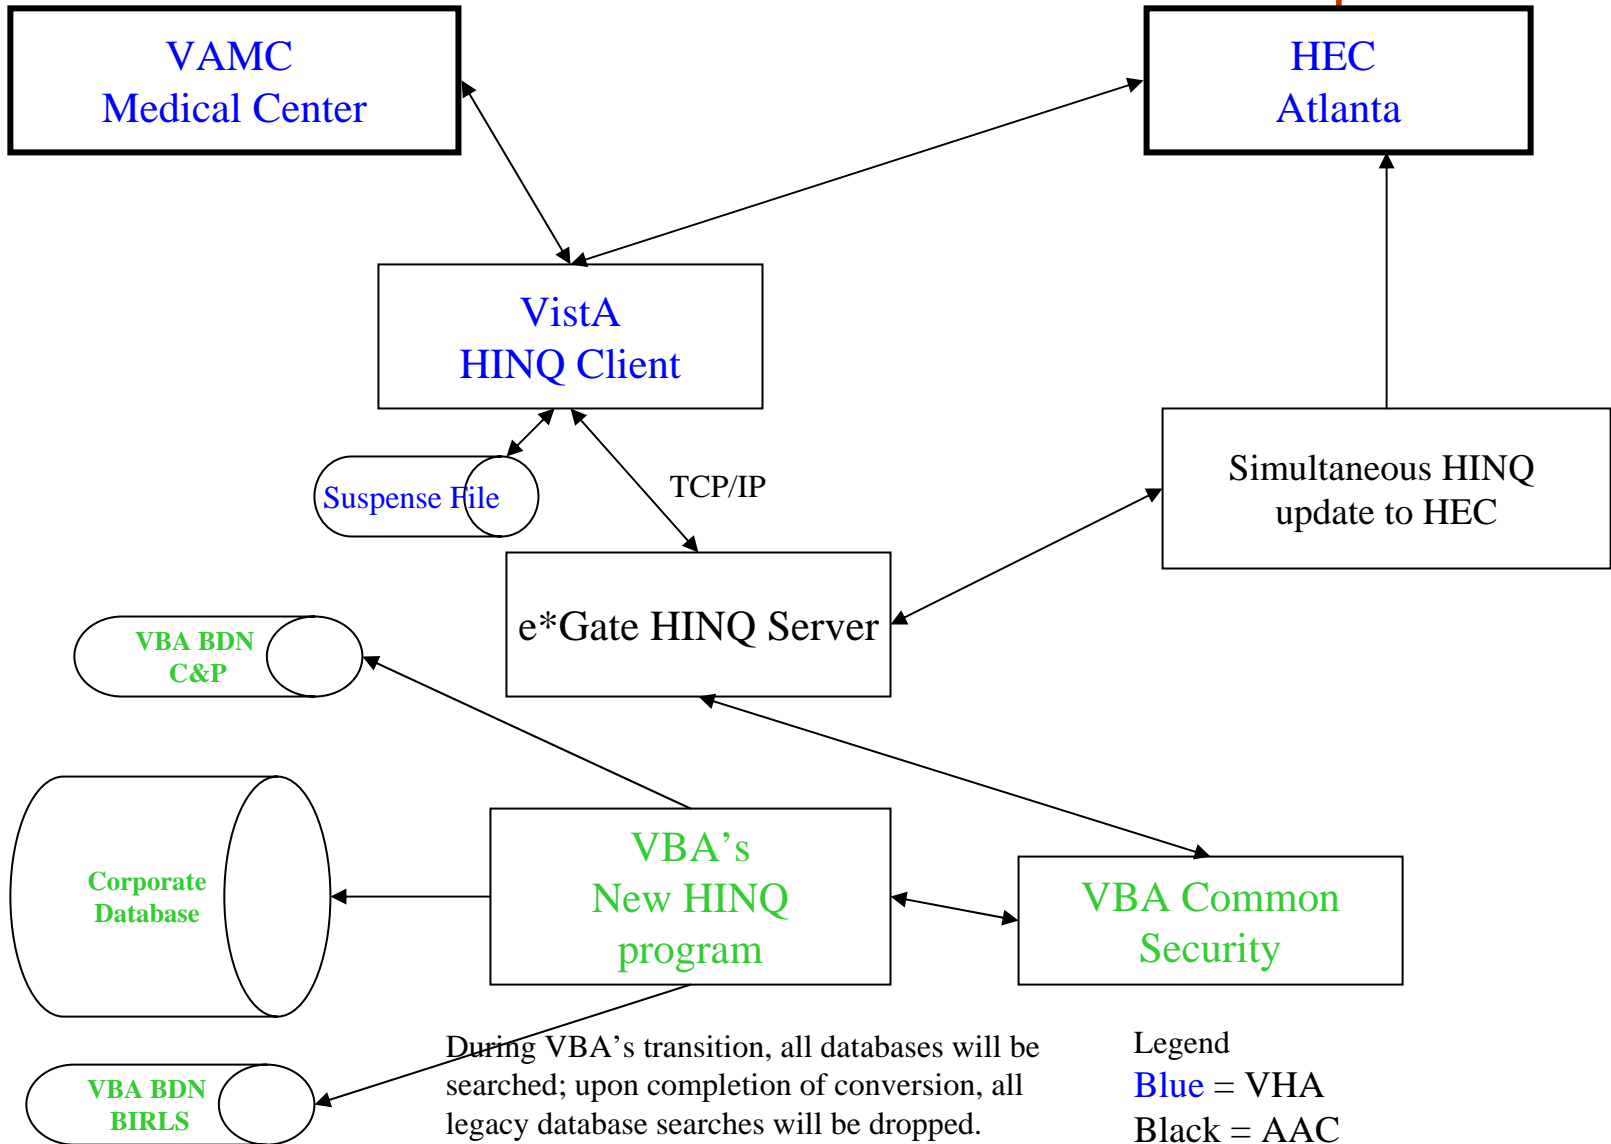 VAMC
Medical Center
HEC
Atlanta
VistA
HINQ Client
Suspense File
TCP/IP
Simultaneous HINQ
update to HEC
e*Gate HINQ Server
VBA BDN
C&P
Corporate
Database
VBA's
New HINQ
program
VBA Common
Security
VBA BDN
BIRLS
During VBA's transition, all databases will be
searched; upon completion of conversion, all
legacy database searches will be dropped.
Legend
Blue = VHA
Black = AAC